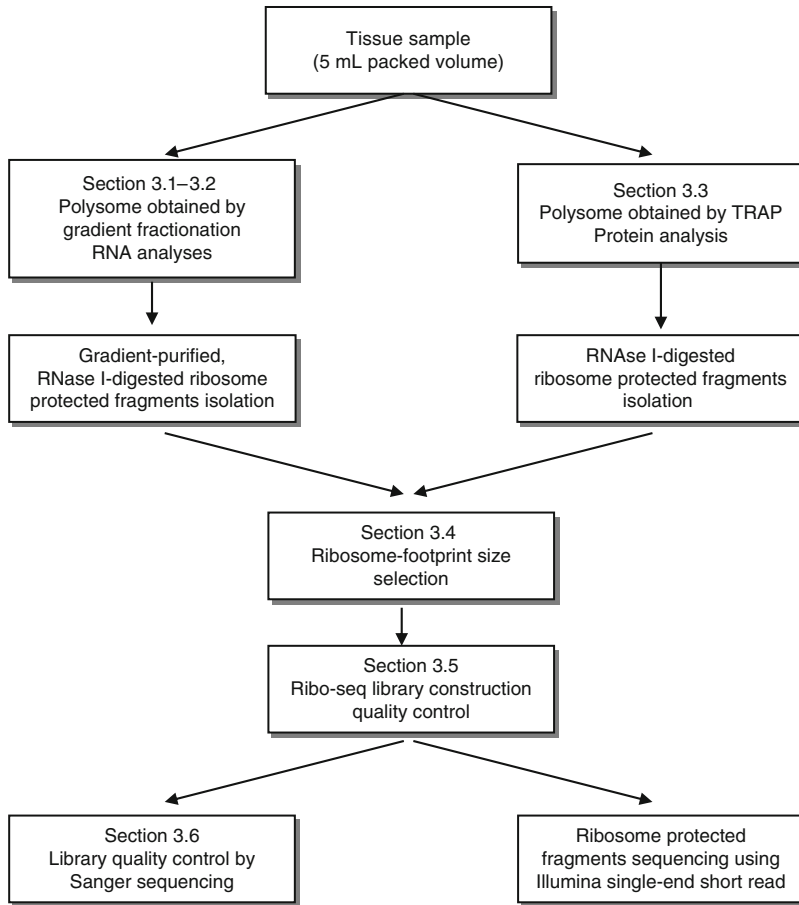 Tissue sample
(5 mL packed volume)
Section 3.1–3.2
Polysome obtained by
gradient fractionation
RNA analyses
Section 3.3
Polysome obtained by TRAP
Protein analysis
Gradient-purified,
RNase I-digested ribosome
protected fragments isolation
RNAse I-digested
ribosome protected fragments
isolation
Section 3.4
Ribosome-footprint size
selection
Section 3.5
Ribo-seq library construction
quality control
Section 3.6
Library quality control by
Sanger sequencing
Ribosome protected
fragments sequencing using
Illumina single-end short read